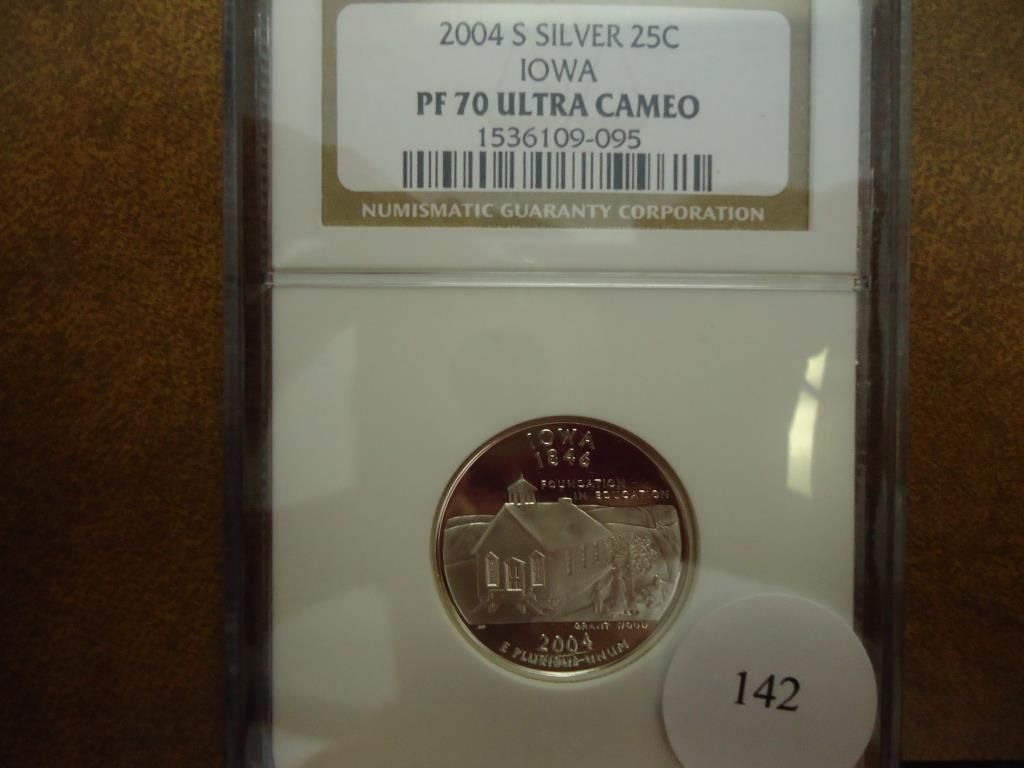 2004 S SILVER 25C
IOWA
PF 70 ULTRA CAMEO
1536109-095
NUMISMATIC GUARANTY CORPORATION
IOWA
1846
FOUNDATION
IN EDUCATION
GRANT WOOD
2004
E PLURIBUS UNUM
142